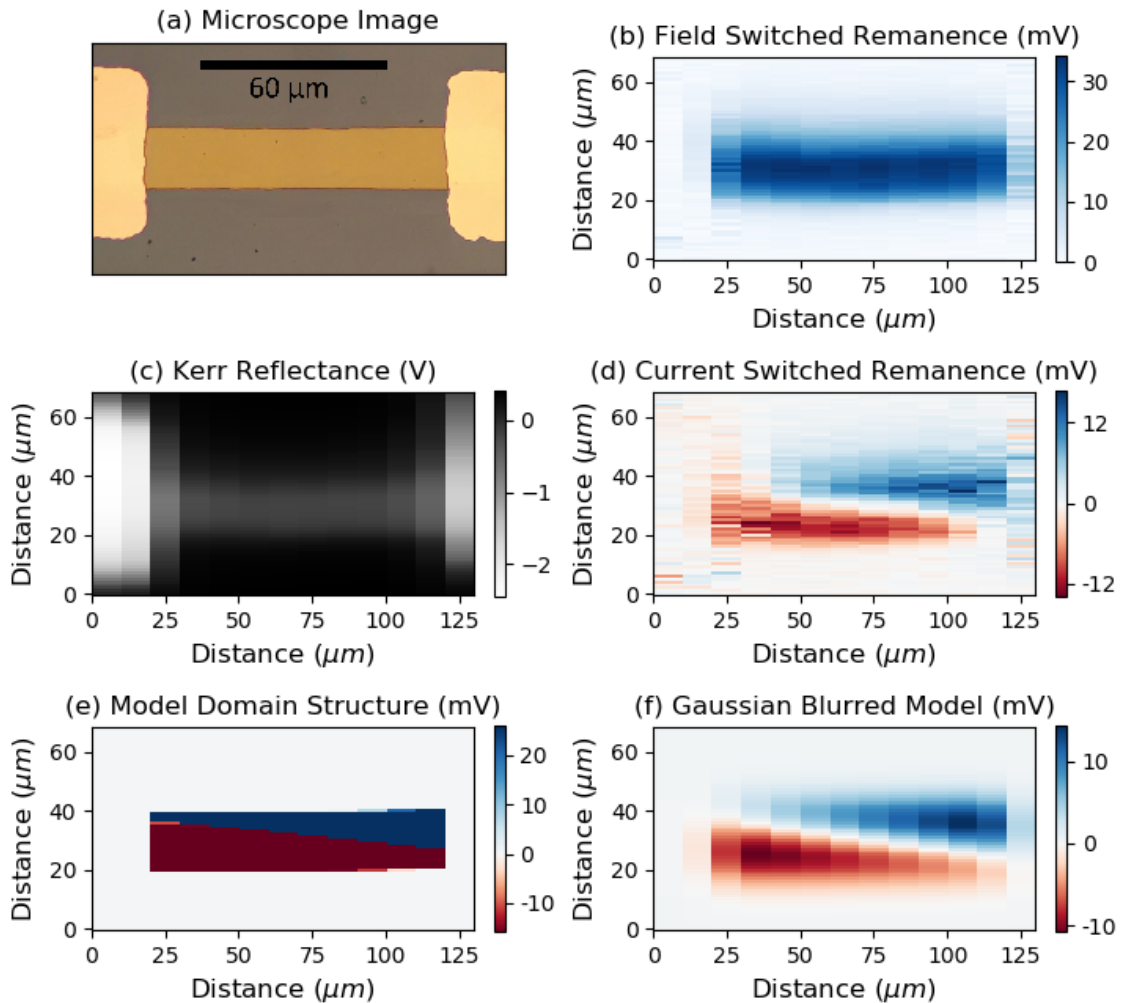 (a) Microscope Image
60 μm
(b) Field Switched Remanence (mV)
Distance (μm)
60
40
20
0
0 25 50 75 100 125
Distance (μm)
30
20
10
0
(c) Kerr Reflectance (V)
Distance (μm)
60
40
20
0
0 25 50 75 100 125
Distance (μm)
0
−1
−2
(d) Current Switched Remanence (mV)
Distance (μm)
60
40
20
0
0 25 50 75 100 125
Distance (μm)
12
6
0
-6
-12
(e) Model Domain Structure (mV)
Distance (μm)
60
40
20
0
0 25 50 75 100 125
Distance (μm)
20
10
0
-10
(f) Gaussian Blurred Model (mV)
Distance (μm)
60
40
20
0
0 25 50 75 100 125
Distance (μm)
10
0
-10